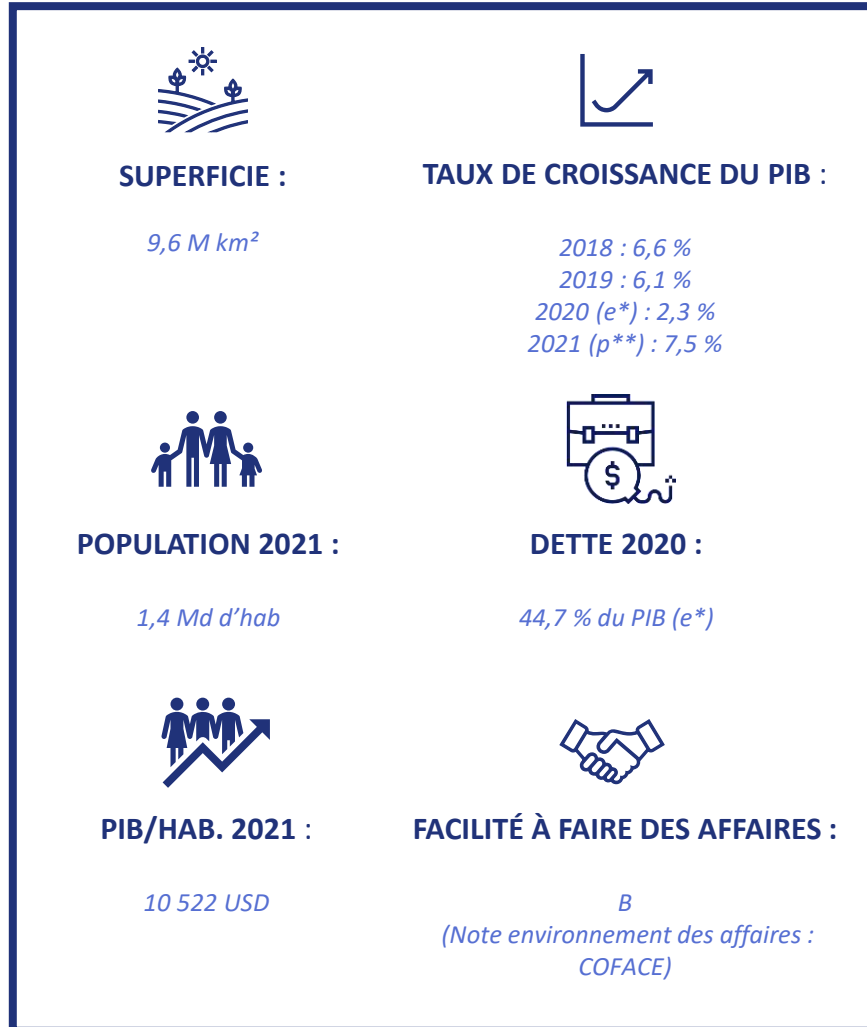 SUPERFICIE :
9,6 M km²
TAUX DE CROISSANCE DU PIB :
2018 : 6,6 %
2019 : 6,1 %
2020 (e*) : 2,3 %
2021 (p**) : 7,5 %
POPULATION 2021 :
1,4 Md d’hab
DETTE 2020 :
44,7 % du PIB (e*)
PIB/HAB. 2021 :
10 522 USD
FACILITÉ À FAIRE DES AFFAIRES :
B
(Note environnement des affaires :
COFACE)